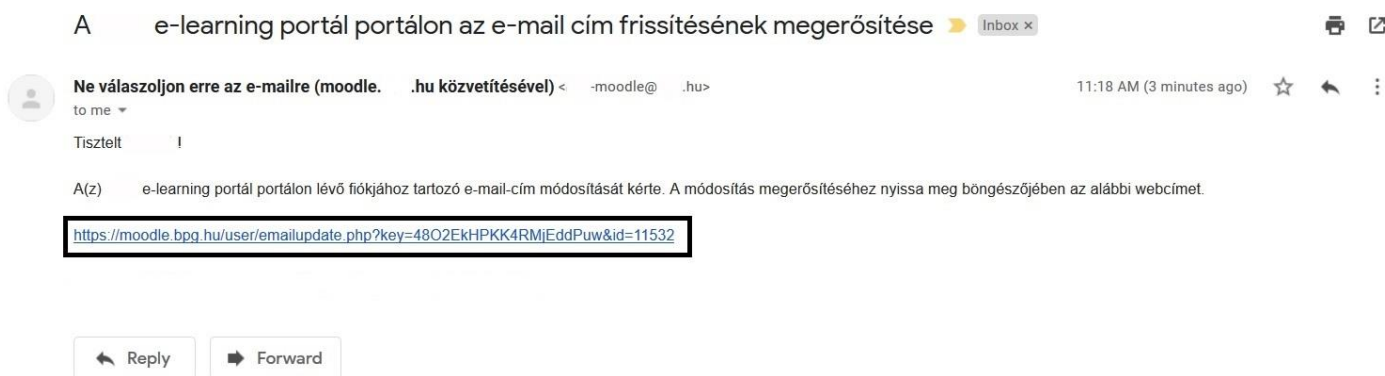 A e-learning portál portálon az e-mail cím frissítésének megerősítése Inbox ×
Ne válaszoljon erre az e-mailre (moodle. .hu közvetítésével) < -moodle@ .hu>
11:18 AM (3 minutes ago)
to me
Tisztelt !
A(z) e-learning portál portálon lévő fiókjához tartozó e-mail-cím módosítását kérte. A módosítás megerősítéséhez nyissa meg böngészőjében az alábbi webcímet.
https://moodle.bpg.hu/user/emailupdate.php?key=48O2EkHPKK4RMjEddPuw&id=11532
Reply Forward